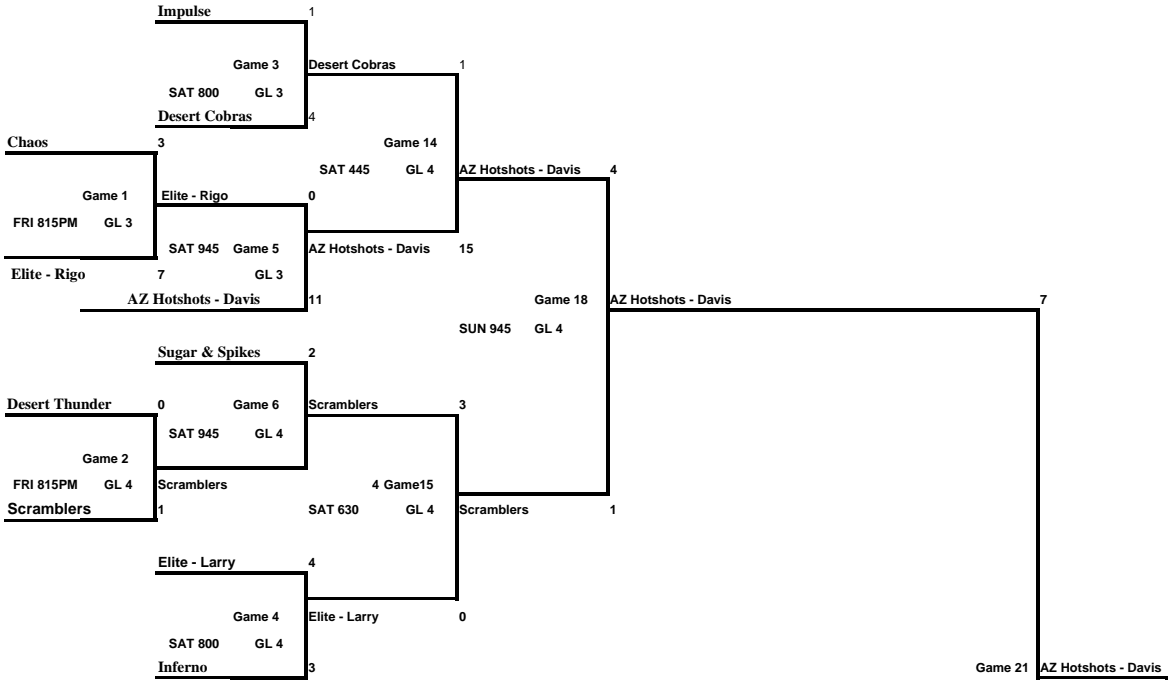 Impulse 1
Game 3 Desert Cobras 1
SAT 800 GL 3
Desert Cobras 4
Chaos 3
Game 14
SAT 445 GL 4 AZ Hotshots - Davis 4
Game 1 Elite - Rigo 0
FRI 815PM GL 3
SAT 945 Game 5 AZ Hotshots - Davis 15
Elite - Rigo 7 GL 3
AZ Hotshots - Davis 11 Game 18 AZ Hotshots - Davis 7
SUN 945 GL 4
Sugar & Spikes 2
Desert Thunder 0 Game 6 Scramblers 3
SAT 945 GL 4
Game 2
FRI 815PM GL 4 Scramblers 4 Game15
Scramblers 1 SAT 630 GL 4 Scramblers 1
Elite - Larry 4
Game 4 Elite - Larry 0
SAT 800 GL 4
Inferno 3 Game 21 AZ Hotshots - Davis